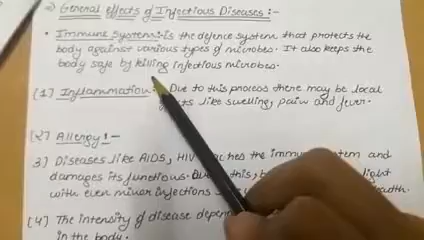 2) General effects of Infectious Diseases:-
• Immune System:- is the defence system that protects the
body against various types of microbes. It also keeps the
body safe by killing infectious microbes.
(1) Inflammation:- Due to this process there may be local
like swelling, pain and fever.
(2) Allergy:-
3) Diseases like AIDS, HIV the and
damages its functions.
with even minor infections
(4) The intensity of disease
in the body.